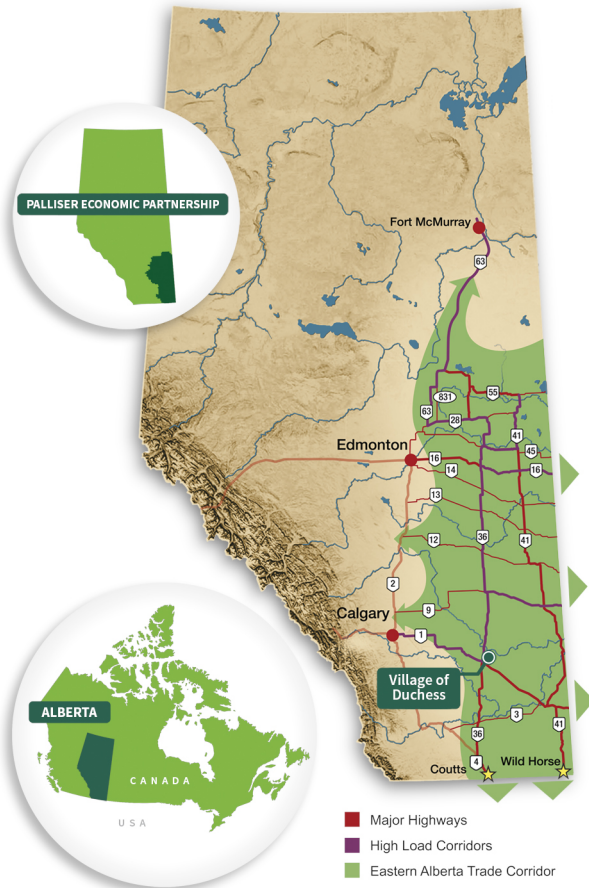 PALLISER ECONOMIC PARTNERSHIP
Fort McMurray
63
55
831
63
28
41
Edmonton
16
45
14
16
13
36
12
41
2
Calgary
9
1
Village of
Duchess
3
41
36
4
Coutts
Wild Horse
ALBERTA
CANADA
USA
Major Highways
High Load Corridors
Eastern Alberta Trade Corridor